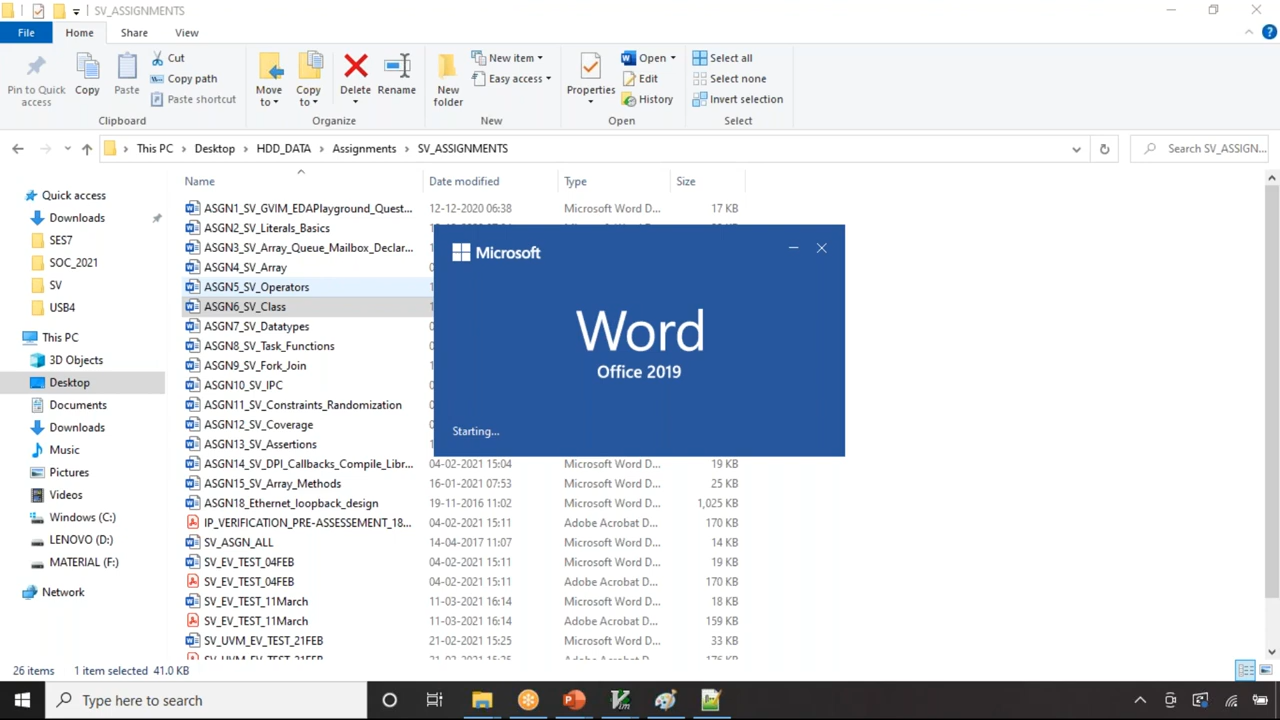 SV_ASSIGNMENTS
File Home Share View
Pin to Quick access
Copy
Paste
Cut
Copy path
Paste shortcut
Clipboard
Move to
Copy to
Delete
Rename
Organize
New folder
New item
Easy access
New
Properties
Open
Edit
History
Open
Select all
Select none
Invert selection
Select
This PC > Desktop > HDD_DATA > Assignments > SV_ASSIGNMENTS
Search SV_ASSIGN...
Quick access
Downloads
SES7
SOC_2021
SV
USB4
This PC
3D Objects
Desktop
Documents
Downloads
Music
Pictures
Videos
Windows (C:)
LENOVO (D:)
MATERIAL (F:)
Network
Name Date modified Type Size
ASGN1_SV_GVIM_EDAPlayground_Quest... 12-12-2020 06:38 Microsoft Word D... 17 KB
ASGN2_SV_Literals_Basics
ASGN3_SV_Array_Queue_Mailbox_Declar...
ASGN4_SV_Array
ASGN5_SV_Operators
ASGN6_SV_Class
ASGN7_SV_Datatypes
ASGN8_SV_Task_Functions
ASGN9_SV_Fork_Join
ASGN10_SV_IPC
ASGN11_SV_Constraints_Randomization
ASGN12_SV_Coverage
ASGN13_SV_Assertions
ASGN14_SV_DPI_Callbacks_Compile_Libr... 04-02-2021 15:04 Microsoft Word D... 19 KB
ASGN15_SV_Array_Methods 16-01-2021 07:53 Microsoft Word D... 25 KB
ASGN18_Ethernet_loopback_design 19-11-2016 11:02 Microsoft Word D... 1,025 KB
IP_VERIFICATION_PRE-ASSESSEMENT_18... 04-02-2021 15:11 Adobe Acrobat D... 170 KB
SV_ASGN_ALL 14-04-2017 11:07 Microsoft Word D... 14 KB
SV_EV_TEST_04FEB 04-02-2021 15:11 Microsoft Word D... 19 KB
SV_EV_TEST_04FEB 04-02-2021 15:11 Adobe Acrobat D... 170 KB
SV_EV_TEST_11March 11-03-2021 16:14 Microsoft Word D... 18 KB
SV_EV_TEST_11March 11-03-2021 16:14 Adobe Acrobat D... 159 KB
SV_UVM_EV_TEST_21FEB 21-02-2021 15:25 Microsoft Word D... 33 KB
Microsoft
Word
Office 2019
Starting...
26 items 1 item selected 41.0 KB
Type here to search